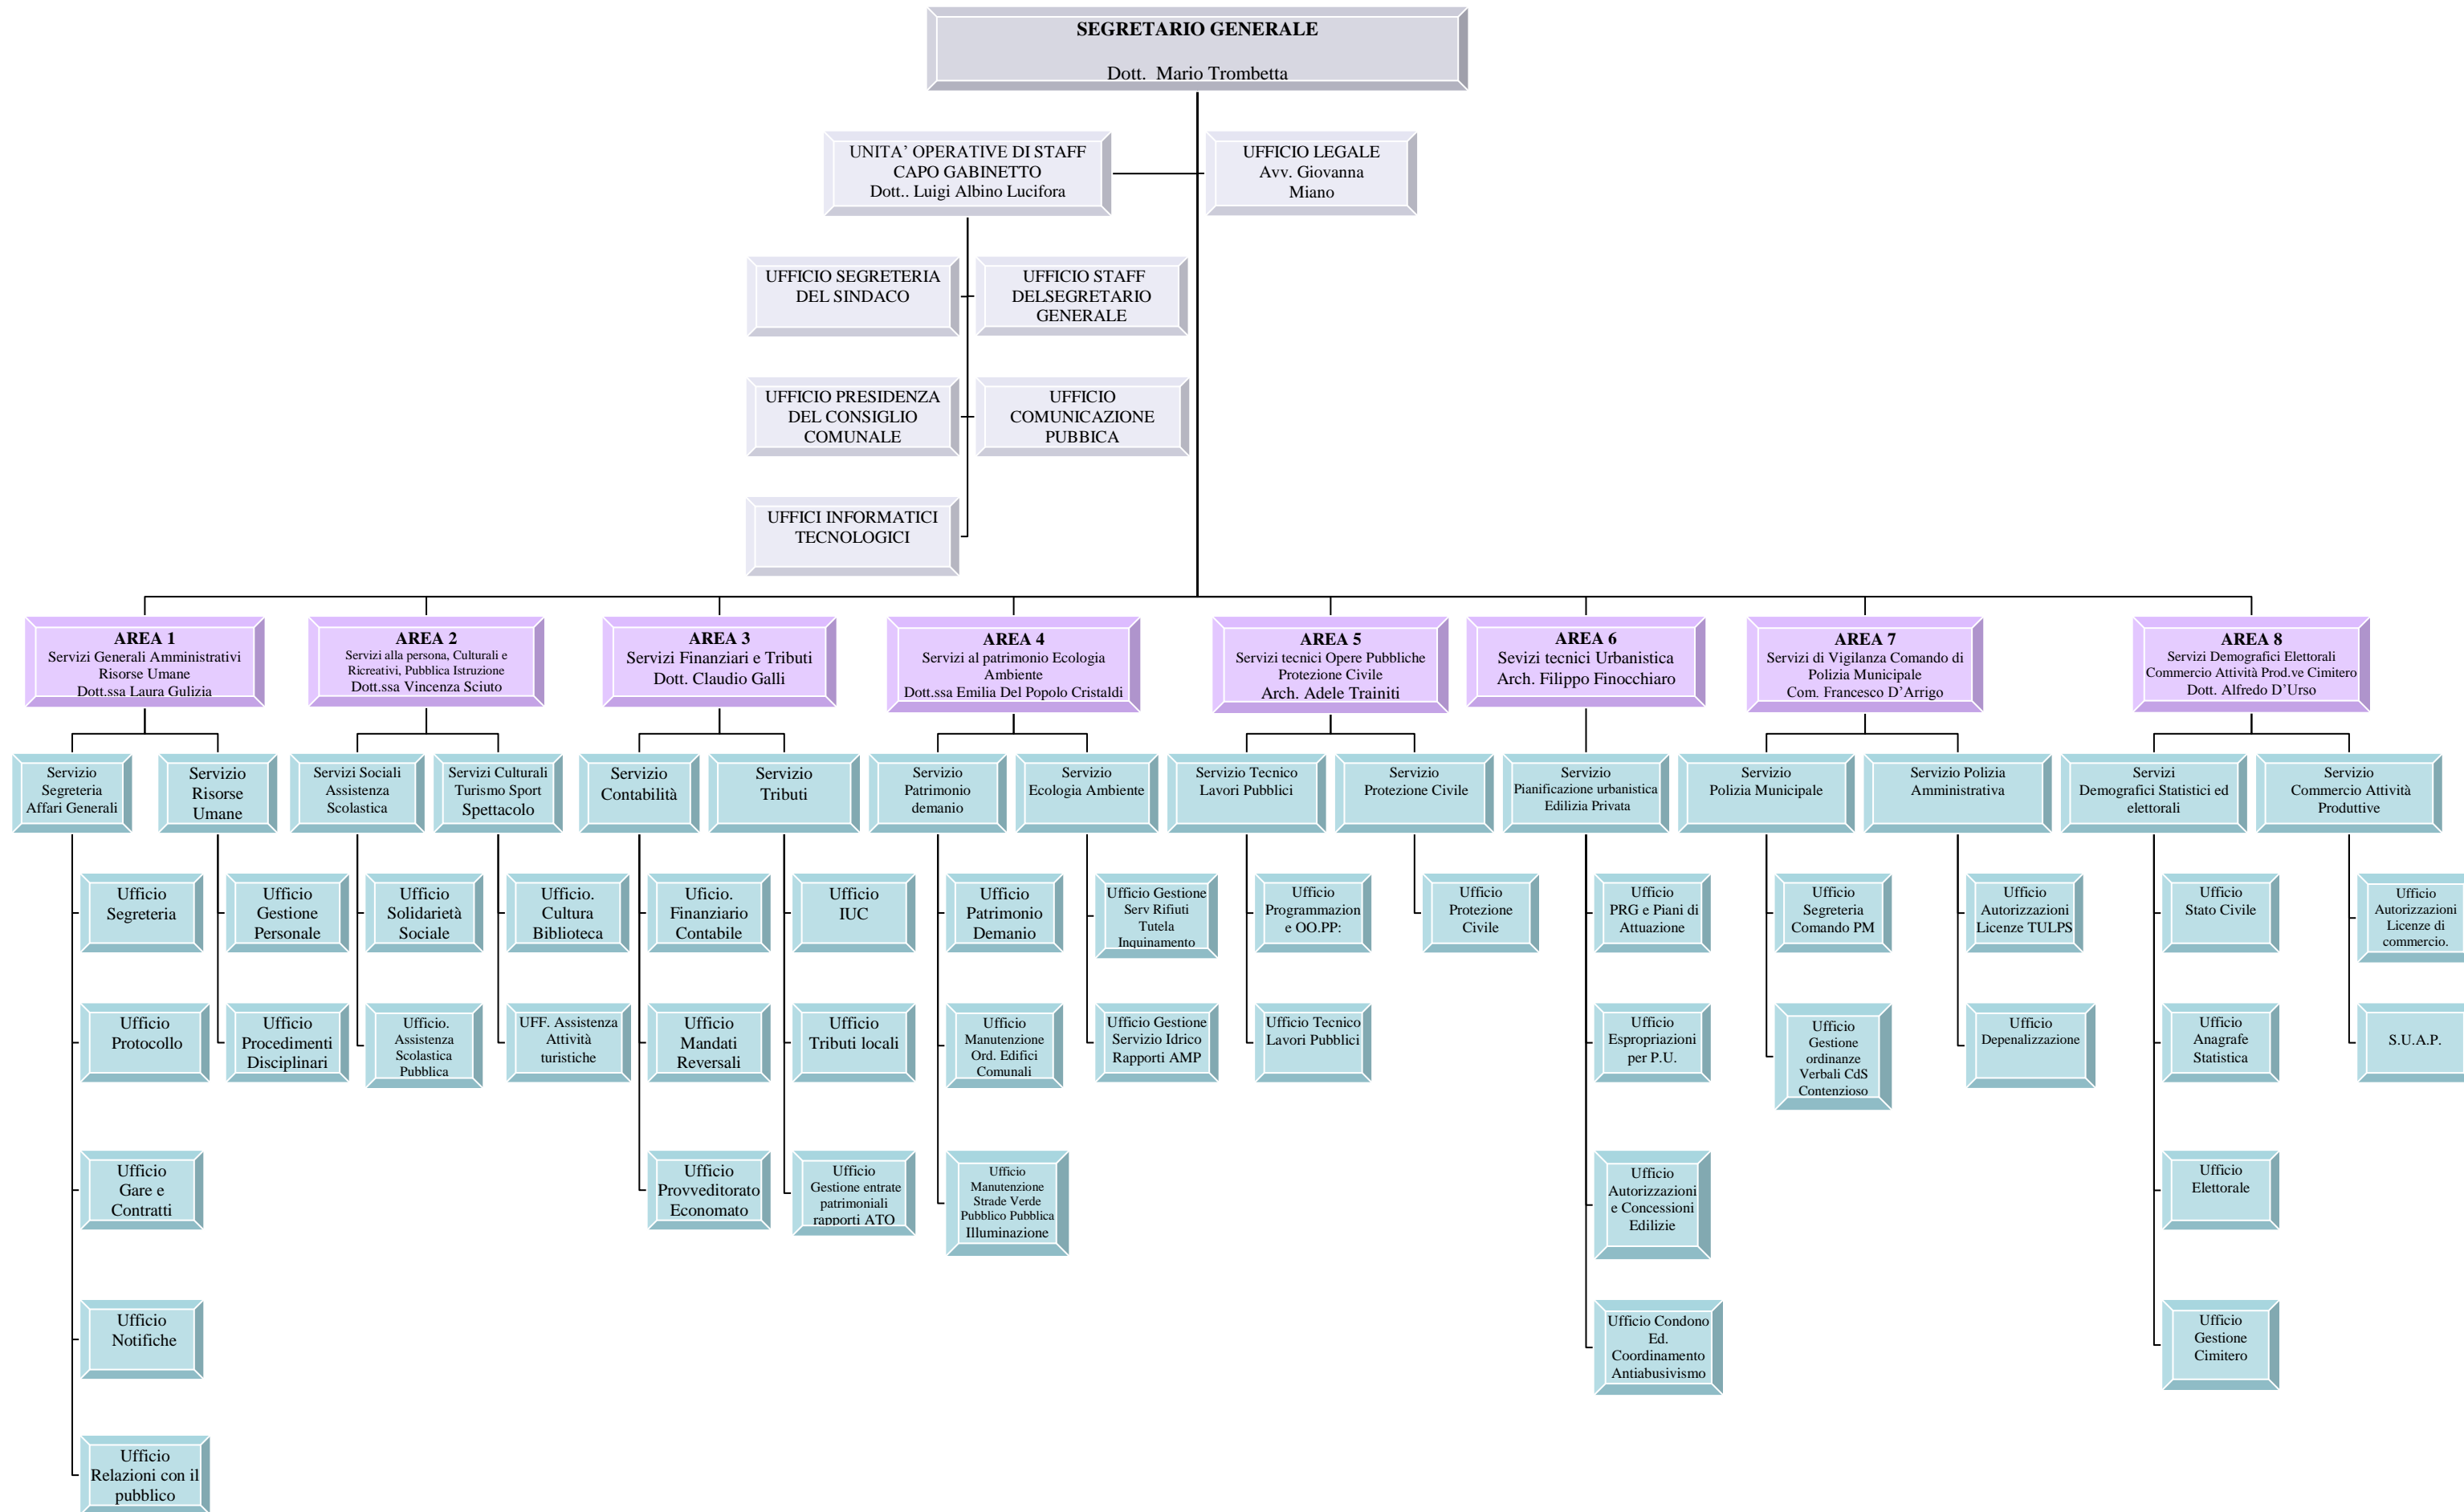 SEGRETARIO GENERALE
Dott. Mario Trombetta
UNITA’ OPERATIVE DI STAFF
CAPO GABINETTO
Dott.. Luigi Albino Lucifora
UFFICIO LEGALE
Avv. Giovanna
Miano
UFFICIO SEGRETERIA
DEL SINDACO
UFFICIO STAFF
DELSEGRETARIO
GENERALE
UFFICIO PRESIDENZA
DEL CONSIGLIO
COMUNALE
UFFICIO
COMUNICAZIONE
PUBBICA
UFFICI INFORMATICI
TECNOLOGICI
AREA 1
Servizi Generali Amministrativi
Risorse Umane
Dott.ssa Laura Gulizia
AREA 2
Servizi alla persona, Culturali e
Ricreativi, Pubblica Istruzione
Dott.ssa Vincenza Sciuto
AREA 3
Servizi Finanziari e Tributi
Dott. Claudio Galli
AREA 4
Servizi al patrimonio Ecologia
Ambiente
Dott.ssa Emilia Del Popolo Cristaldi
AREA 5
Servizi tecnici Opere Pubbliche
Protezione Civile
Arch. Adele Trainiti
AREA 6
Sevizi tecnici Urbanistica
Arch. Filippo Finocchiaro
AREA 7
Servizi di Vigilanza Comando di
Polizia Municipale
Com. Francesco D’Arrigo
AREA 8
Servizi Demografici Elettorali
Commercio Attività Prod.ve Cimitero
Dott. Alfredo D’Urso
Servizio
Segreteria
Affari Generali
Servizio
Risorse
Umane
Servizi Sociali
Assistenza
Scolastica
Servizi Culturali
Turismo Sport
Spettacolo
Servizio
Contabilità
Servizio
Tributi
Servizio
Patrimonio
demanio
Servizio
Ecologia Ambiente
Servizio Tecnico
Lavori Pubblici
Servizio
Protezione Civile
Servizio
Pianificazione urbanistica
Edilizia Privata
Servizio
Polizia Municipale
Servizio Polizia
Amministrativa
Servizi
Demografici Statistici ed
elettorali
Servizio
Commercio Attività
Produttive
Ufficio
Segreteria
Ufficio
Gestione
Personale
Ufficio
Solidarietà
Sociale
Ufficio.
Cultura
Biblioteca
Uficio.
Finanziario
Contabile
Ufficio
IUC
Ufficio
Patrimonio
Demanio
Ufficio Gestione
Serv Rifiuti
Tutela
Inquinamento
Ufficio
Programmazion
e OO.PP:
Ufficio
Protezione
Civile
Ufficio
PRG e Piani di
Attuazione
Ufficio
Segreteria
Comando PM
Ufficio
Autorizzazioni
Licenze TULPS
Ufficio
Stato Civile
Ufficio
Autorizzazioni
Licenze di
commercio.
Ufficio
Protocollo
Ufficio
Procedimenti
Disciplinari
Ufficio.
Assistenza
Scolastica
Pubblica
UFF. Assistenza
Attività
turistiche
Ufficio
Mandati
Reversali
Ufficio
Tributi locali
Ufficio
Manutenzione
Ord. Edifici
Comunali
Ufficio Gestione
Servizio Idrico
Rapporti AMP
Ufficio Tecnico
Lavori Pubblici
Ufficio
Espropriazioni
per P.U.
Ufficio
Gestione
ordinanze
Verbali CdS
Contenzioso
Ufficio
Depenalizzazione
Ufficio
Anagrafe
Statistica
S.U.A.P.
Ufficio
Gare e
Contratti
Ufficio
Provveditorato
Economato
Ufficio
Gestione entrate
patrimoniali
rapporti ATO
Ufficio
Manutenzione
Strade Verde
Pubblico Pubblica
Illuminazione
Ufficio
Autorizzazioni
e Concessioni
Edilizie
Ufficio
Elettorale
Ufficio
Notifiche
Ufficio Condono
Ed.
Coordinamento
Antiabusivismo
Ufficio
Gestione
Cimitero
Ufficio
Relazioni con il
pubblico